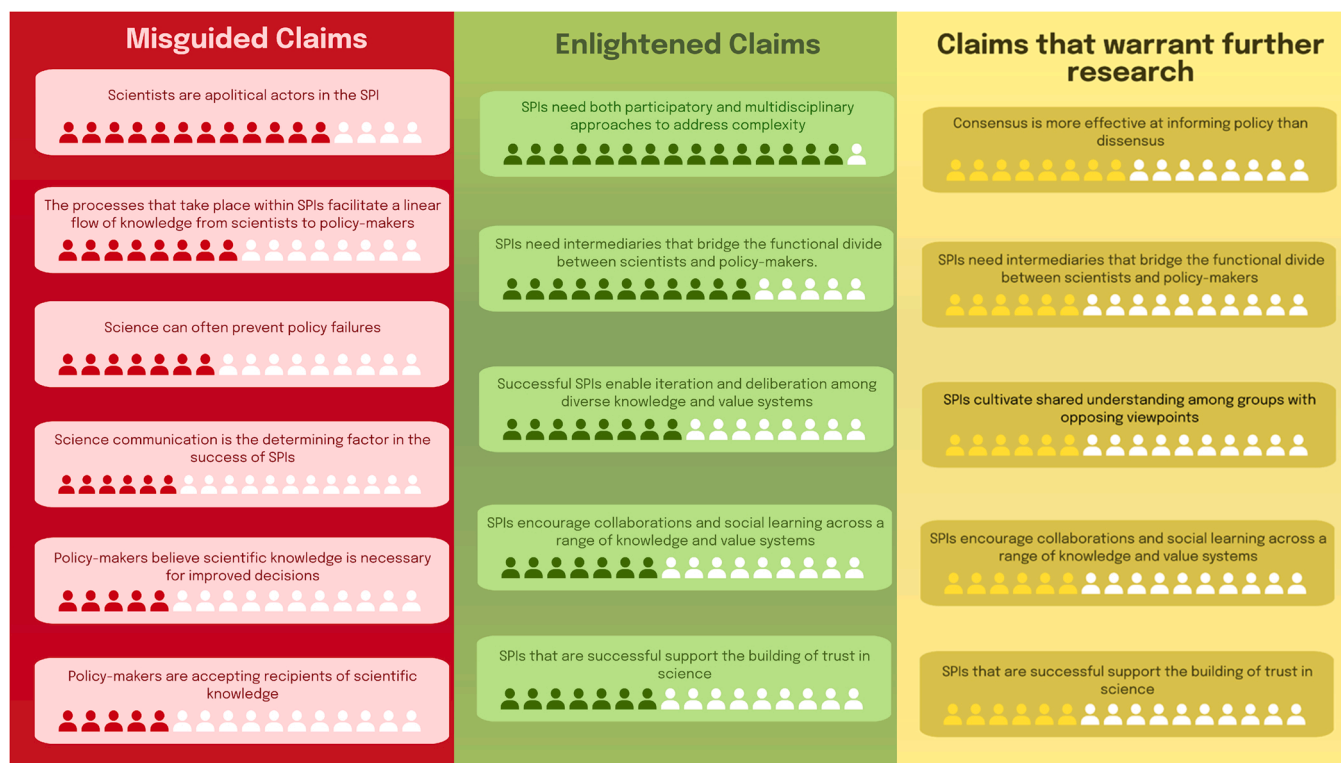 Misguided Claims
Scientists are apolitical actors in the SPI
The processes that take place within SPIs facilitate a linear
flow of knowledge from scientists to policy-makers
Science can often prevent policy failures
Science communication is the determining factor in the
success of SPIs
Policy-makers believe scientific knowledge is necessary
for improved decisions
Policy-makers are accepting recipients of scientific
knowledge
Enlightened Claims
SPIs need both participatory and multidisciplinary
approaches to address complexity
SPIs need intermediaries that bridge the functional divide
between scientists and policy-makers.
Successful SPIs enable iteration and deliberation among
diverse knowledge and value systems
SPIs encourage collaborations and social learning across a
range of knowledge and value systems
SPIs that are successful support the building of trust in
science
Claims that warrant further
research
Consensus is more effective at informing policy than
dissensus
SPIs need intermediaries that bridge the functional divide
between scientists and policy-makers
SPIs cultivate shared understanding among groups with
opposing viewpoints
SPIs encourage collaborations and social learning across a
range of knowledge and value systems
SPIs that are successful support the building of trust in
science